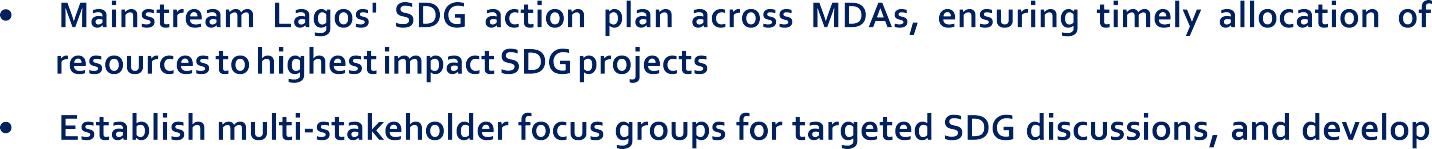 • Mainstream Lagos' SDG action plan across MDAs, ensuring timely allocation of
resources to highest impact SDG projects
• Establish multi-stakeholder focus groups for targeted SDG discussions, and develop